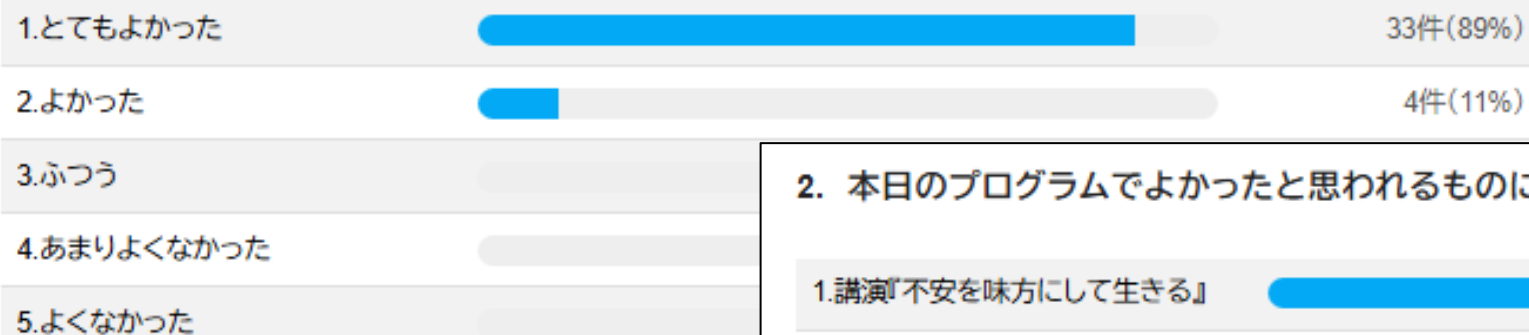 1.とてもよかった 33件(89%)
2.よかった 4件(11%)
3.ふつう
4.あまりよくなかった
5.よくなかった
2. 本日のプログラムでよかったと思われるものに
1.講演『不安を味方にして生きる』